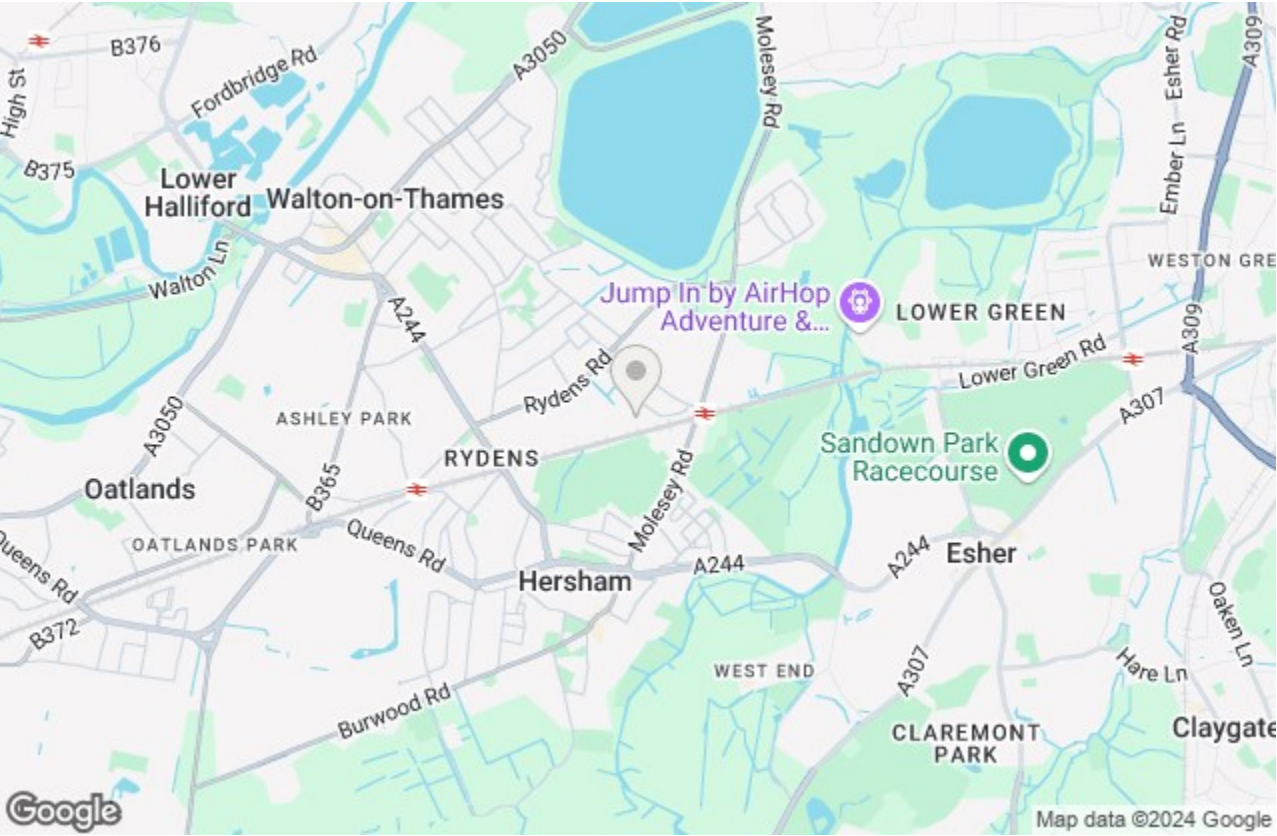 B376
Fordbridge Rd
A3050
Molesey Rd
Esher Rd
A309
High St
B375
Lower
Halliford
Walton-on-Thames
Ember Ln
Walton Ln
WESTON GRE
A244
Jump In by AirHop
Adventure &...
LOWER GREEN
A309
Rydens Rd
Lower Green Rd
A307
A3050
ASHLEY PARK
Sandown Park
Racecourse
RYDENS
B365
Oatlands
Molesey Rd
Queens Rd
OATLANDS PARK
Queens Rd
A244
A244
Esher
Hersham
B372
Oaken Ln
WEST END
A307
Hare Ln
Burwood Rd
CLAREMONT
PARK
Claygate
Google
Map data ©2024 Google